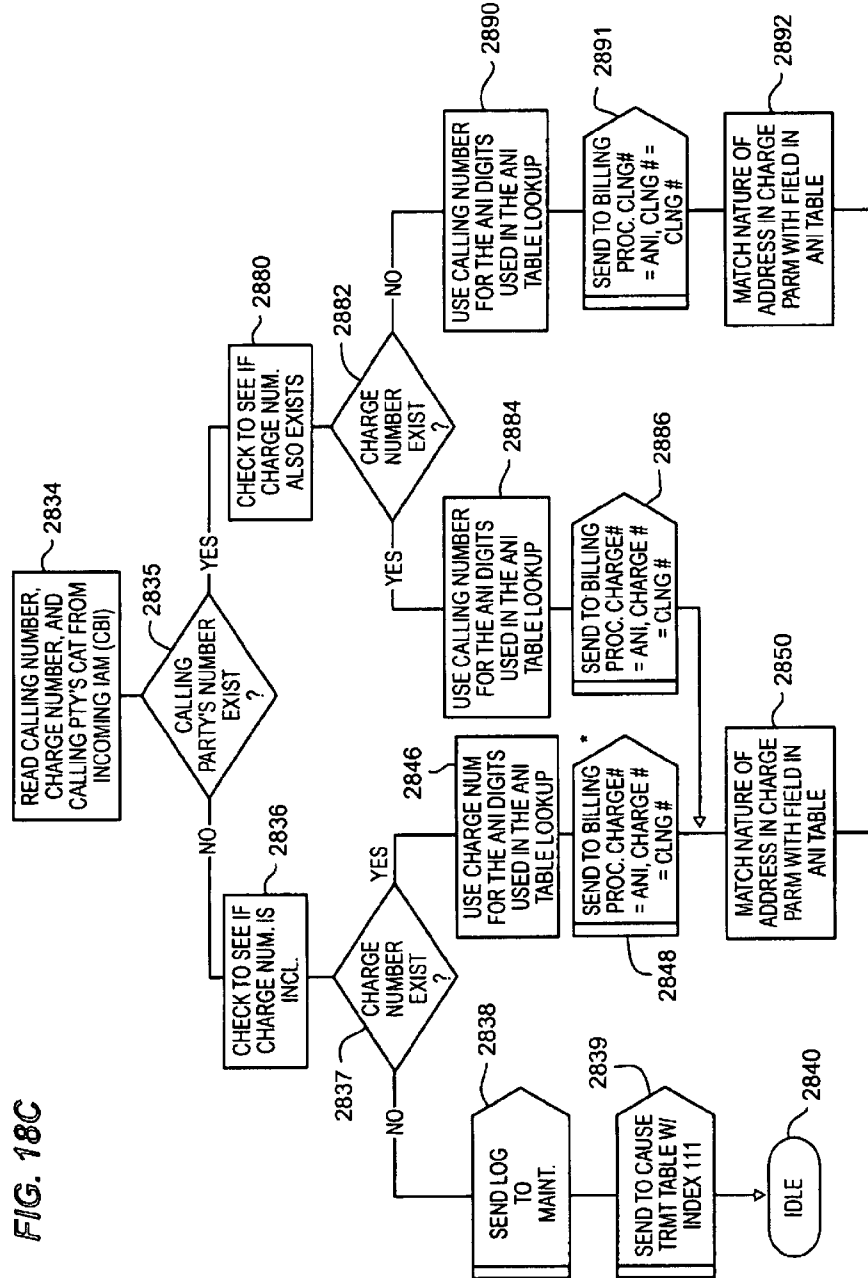 FIG. 18C
READ CALLING NUMBER,
CHARGE NUMBER, AND
CALLING PTY'S CAT FROM
INCOMING IAM (CBI)
2834
CALLING
PARTY'S NUMBER
EXIST
?
2835
NO
YES
CHECK TO SEE IF
CHARGE NUM. IS
INCL.
2836
CHECK TO SEE IF
CHARGE NUM.
ALSO EXISTS
2880
CHARGE
NUMBER
EXIST
?
2837
NO
YES
CHARGE
NUMBER
EXIST
?
2882
YES
NO
SEND LOG
TO
MAINT.
2838
SEND TO CAUSE
TRMT TABLE W/
INDEX 111
2839
IDLE
2840
USE CHARGE NUM
FOR THE ANI DIGITS
USED IN THE ANI
TABLE LOOKUP
2846
SEND TO BILLING
PROC. CHARGE#
= ANI, CHARGE #
= CLNG #
*
2848
USE CALLING NUMBER
FOR THE ANI DIGITS
USED IN THE ANI
TABLE LOOKUP
2884
SEND TO BILLING
PROC. CHARGE#
= ANI, CHARGE #
= CLNG #
2886
MATCH NATURE OF
ADDRESS IN CHARGE
PARM WITH FIELD IN
ANI TABLE
2850
USE CALLING NUMBER
FOR THE ANI DIGITS
USED IN THE ANI
TABLE LOOKUP
2890
SEND TO BILLING
PROC. CLNG#
= ANI, CLNG # =
CLNG #
2891
MATCH NATURE OF
ADDRESS IN CHARGE
PARM WITH FIELD IN
ANI TABLE
2892